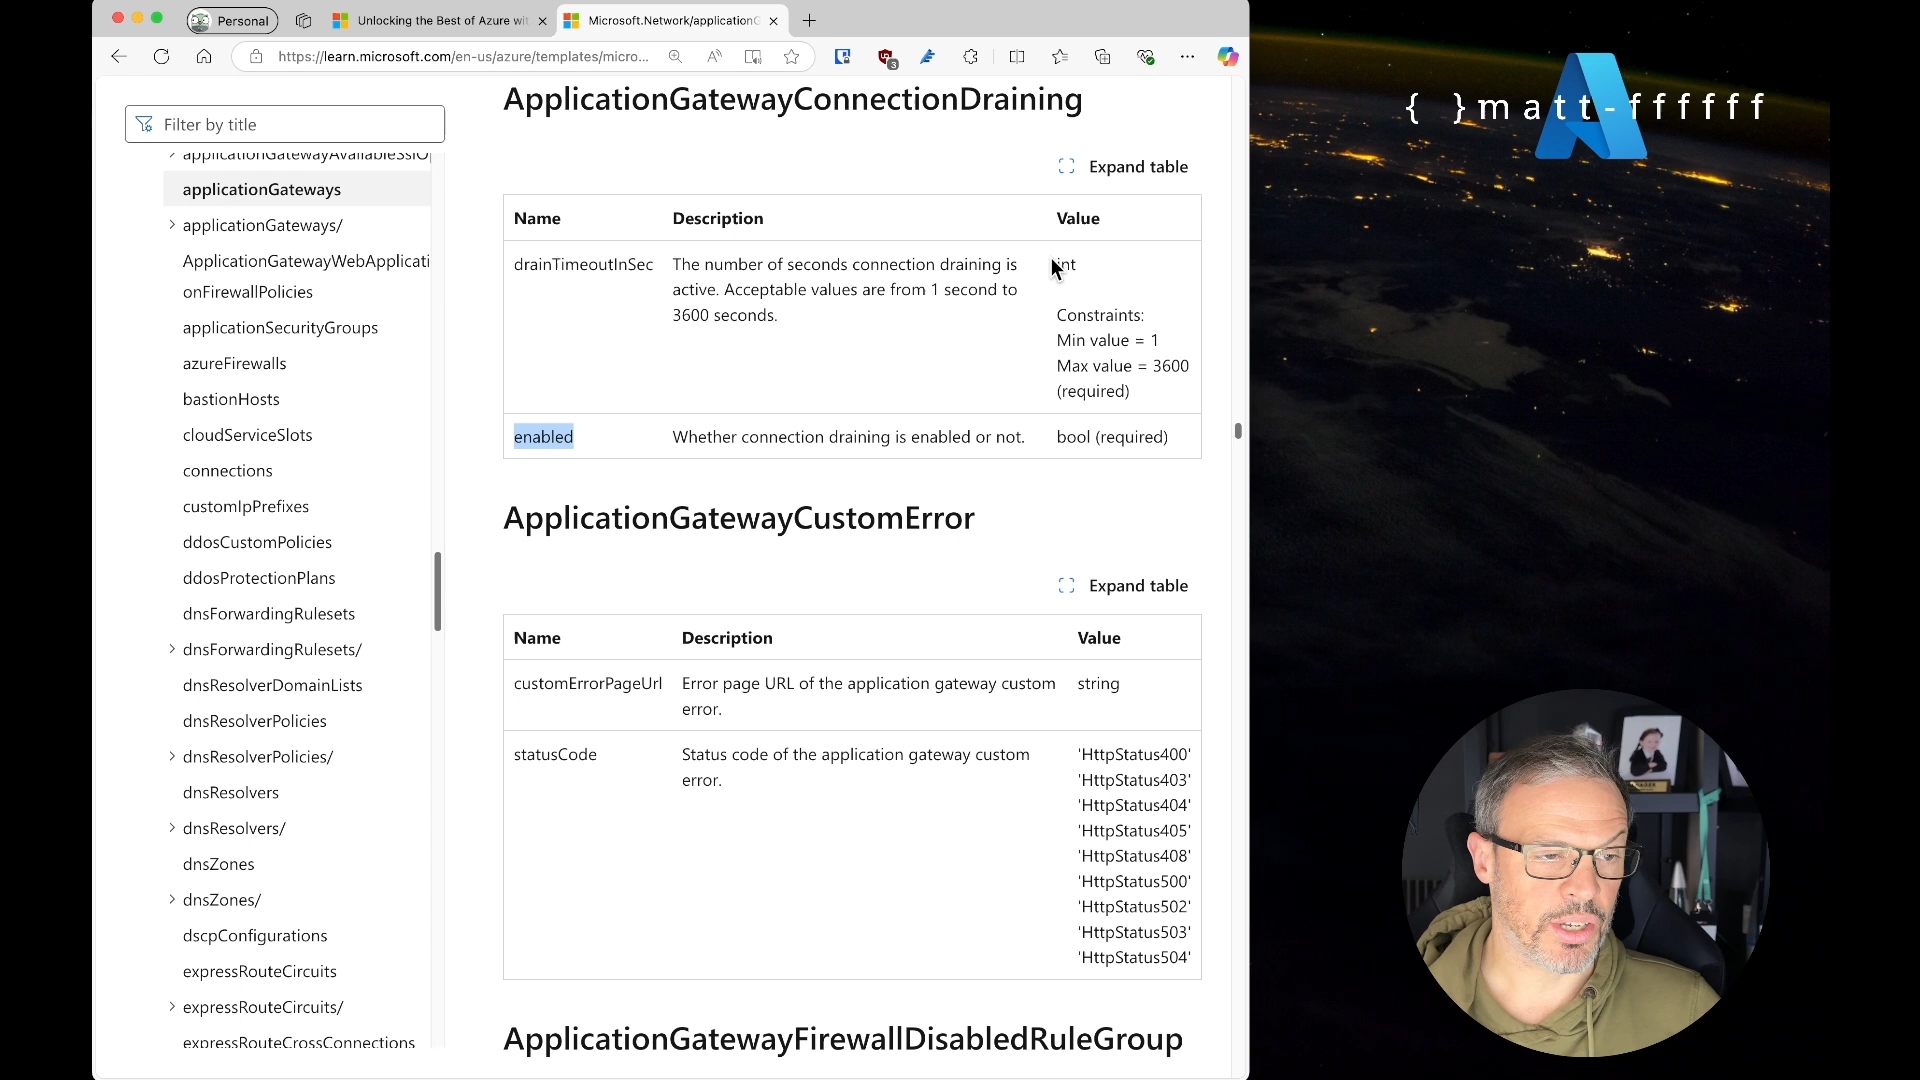 Personal
Unlocking the Best of Azure wit
Microsoft.Network/applicationG
https://learn.microsoft.com/en-us/azure/templates/micro...
3
Filter by title
applicationGatewayAvailableSslO
applicationGateways
applicationGateways/
ApplicationGatewayWebApplicati
onFirewallPolicies
applicationSecurityGroups
azureFirewalls
bastionHosts
cloudServiceSlots
connections
customIpPrefixes
ddosCustomPolicies
ddosProtectionPlans
dnsForwardingRulesets
dnsForwardingRulesets/
dnsResolverDomainLists
dnsResolverPolicies
dnsResolverPolicies/
dnsResolvers
dnsResolvers/
dnsZones
dnsZones/
dscpConfigurations
expressRouteCircuits
expressRouteCircuits/
expressRouteCrossConnections
ApplicationGatewayConnectionDraining
Expand table
Name Description Value
drainTimeoutInSec The number of seconds connection draining is int
active. Acceptable values are from 1 second to
3600 seconds. Constraints:
Min value = 1
Max value = 3600
(required)
enabled Whether connection draining is enabled or not. bool (required)
ApplicationGatewayCustomError
Expand table
Name Description Value
customErrorPageUrl Error page URL of the application gateway custom string
error.
statusCode Status code of the application gateway custom 'HttpStatus400'
error. 'HttpStatus403'
'HttpStatus404'
'HttpStatus405'
'HttpStatus408'
'HttpStatus500'
'HttpStatus502'
'HttpStatus503'
'HttpStatus504'
ApplicationGatewayFirewallDisabledRuleGroup
{ }matt-ffffff